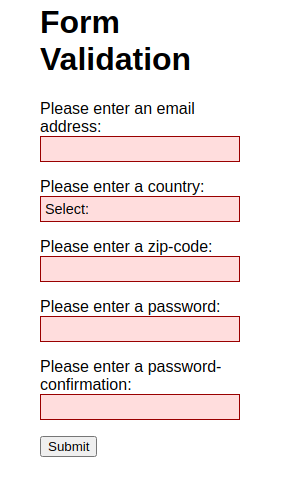 Form
Validation
Please enter an email
address:
Please enter a country:
Select:
Please enter a zip-code:
Please enter a password:
Please enter a password-
confirmation:
Submit